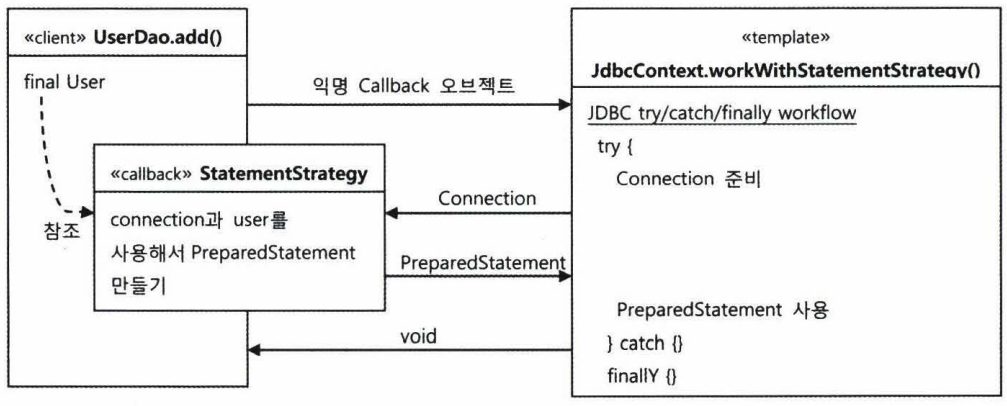 «client» UserDao.add()
final User
참조
«callback» StatementStrategy
connection과 user를
사용해서 PreparedStatement
만들기
익명 Callback 오브젝트
Connection
PreparedStatement
void
«template»
JdbcContext.workWithStatementStrategy()
JDBC try/catch/finally workflow
try {
Connection 준비
PreparedStatement 사용
} catch {}
finallY {}